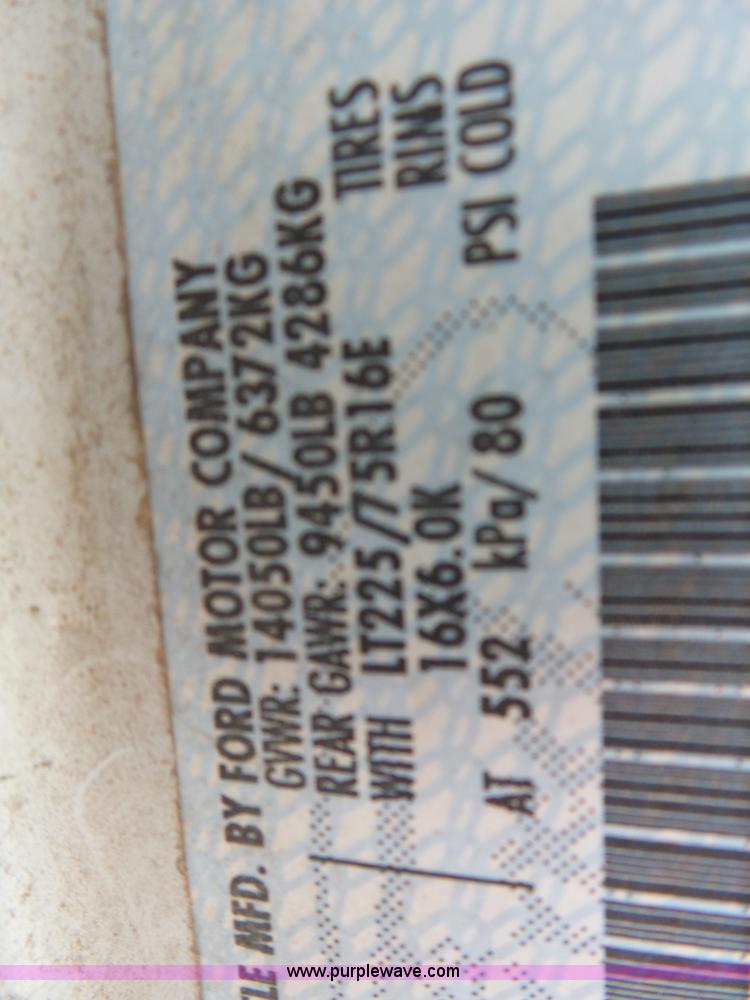 LE MFD. BY FORD MOTOR COMPANY
GVWR: 14050LB/ 6372KG
REAR GAWR: 9450LB 4286KG
WITH LT225/75R16E TIRES
16X6.0K RIMS
AT 552 kPa/ 80 PSI COLD
www.purplewave.com